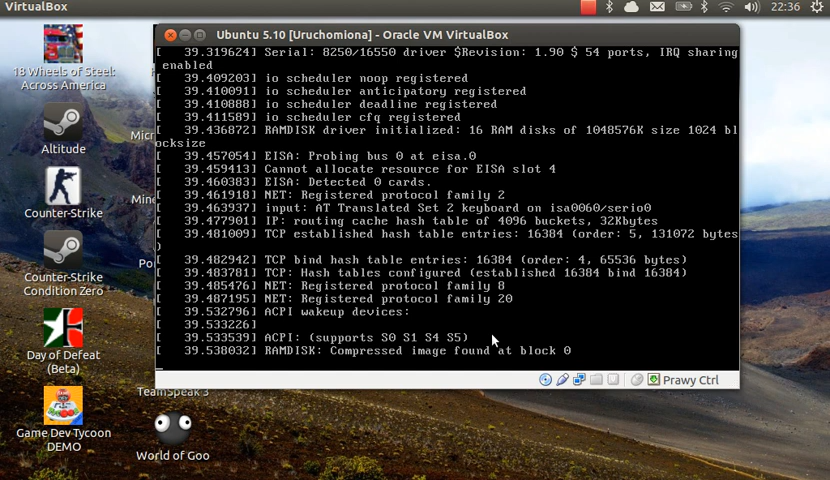 VirtualBox
22:36
18 Wheels of Steel:
Across America
Altitude
Counter-Strike
Counter-Strike
Condition Zero
Day of Defeat
(Beta)
Game Dev Tycoon
DEMO
Micr
Min
Po
TeamSpeak 3
World of Goo
Ubuntu 5.10 [Uruchomiona] - Oracle VM VirtualBox
[   39.319624] Serial: 8250/16550 driver $Revision: 1.90 $ 54 ports, IRQ sharing
enabled
[   39.409203] io scheduler noop registered
[   39.410091] io scheduler anticipatory registered
[   39.410888] io scheduler deadline registered
[   39.411589] io scheduler cfq registered
[   39.436872] RAMDISK driver initialized: 16 RAM disks of 1048576K size 1024 bl
ocksize
[   39.457054] EISA: Probing bus 0 at eisa.0
[   39.459413] Cannot allocate resource for EISA slot 4
[   39.460383] EISA: Detected 0 cards.
[   39.461918] NET: Registered protocol family 2
[   39.463937] input: AT Translated Set 2 keyboard on isa0060/serio0
[   39.477901] IP: routing cache hash table of 4096 buckets, 32Kbytes
[   39.481009] TCP established hash table entries: 16384 (order: 5, 131072 bytes
)
[   39.482942] TCP bind hash table entries: 16384 (order: 4, 65536 bytes)
[   39.483781] TCP: Hash tables configured (established 16384 bind 16384)
[   39.485476] NET: Registered protocol family 8
[   39.487195] NET: Registered protocol family 20
[   39.532796] ACPI wakeup devices:
[   39.533226]
[   39.533539] ACPI: (supports S0 S1 S4 S5)
[   39.538032] RAMDISK: Compressed image found at block 0
Prawy Ctrl